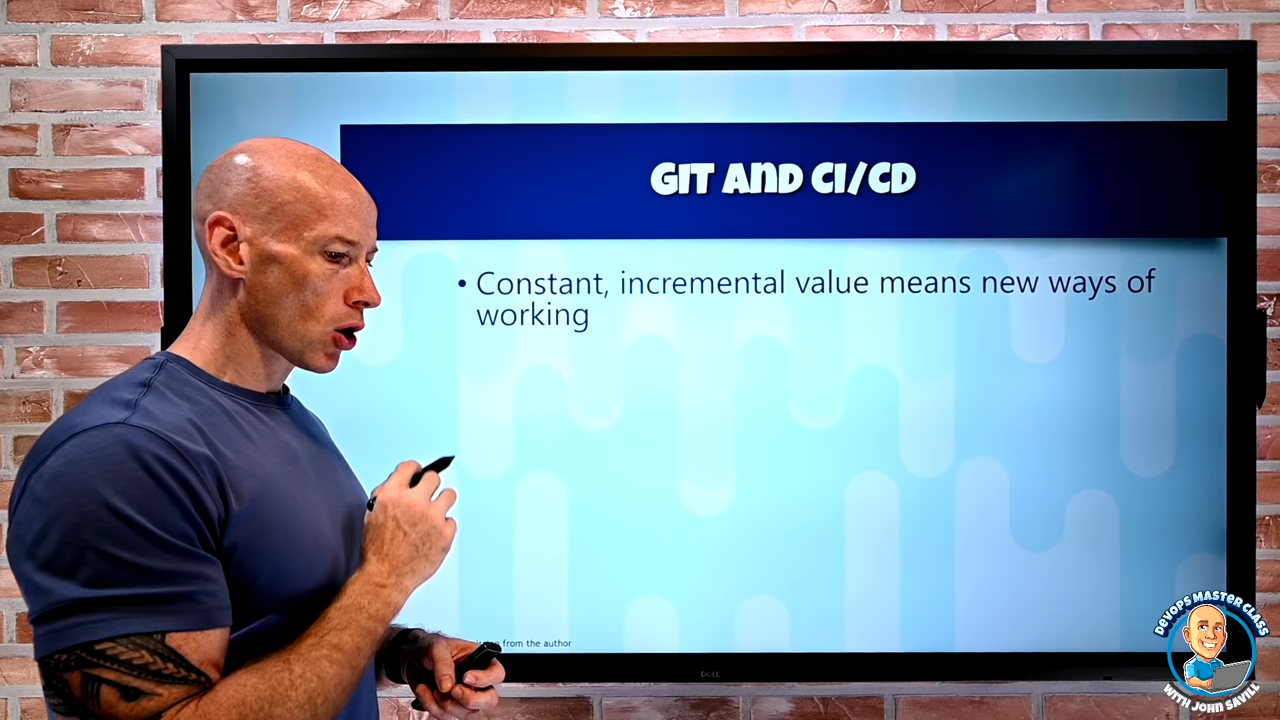 GIT AND CI/CD
• Constant, incremental value means new ways of
working
from the author
DELL
DEVOPS MASTER CLASS
WITH JOHN SAVILL